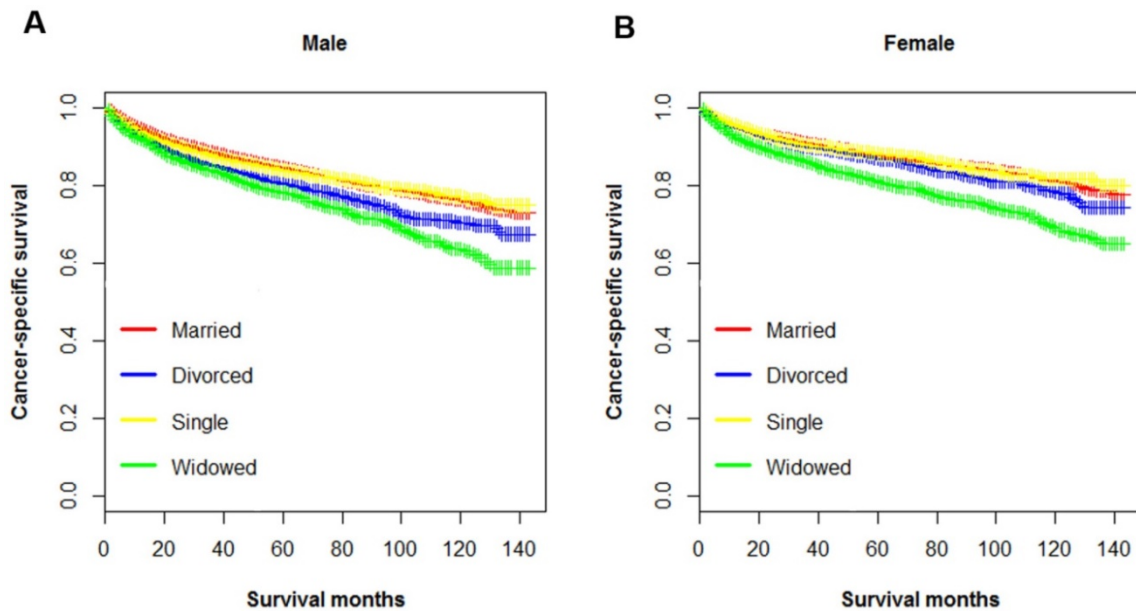 A
Male
Cancer-specific survival
1.0
0.8
0.6
0.4
0.2
0.0
Married
Divorced
Single
Widowed
0 20 40 60 80 100 120 140
Survival months
B
Female
Cancer-specific survival
1.0
0.8
0.6
0.4
0.2
0.0
Married
Divorced
Single
Widowed
0 20 40 60 80 100 120 140
Survival months